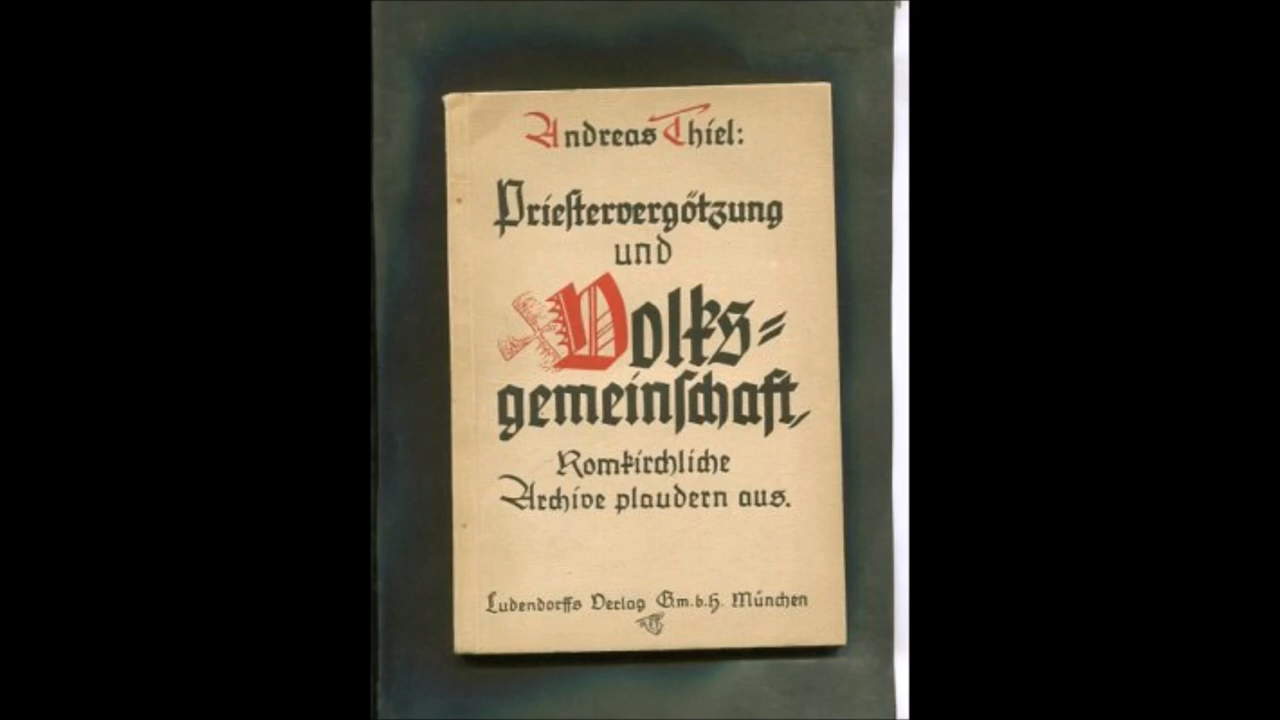 Andreas Thiel:
Priestervergötzung
und
Volks=
gemeinschaft,
Romkirchliche
Archive plaudern aus.
Ludendorffs Verlag G.m.b.H. München